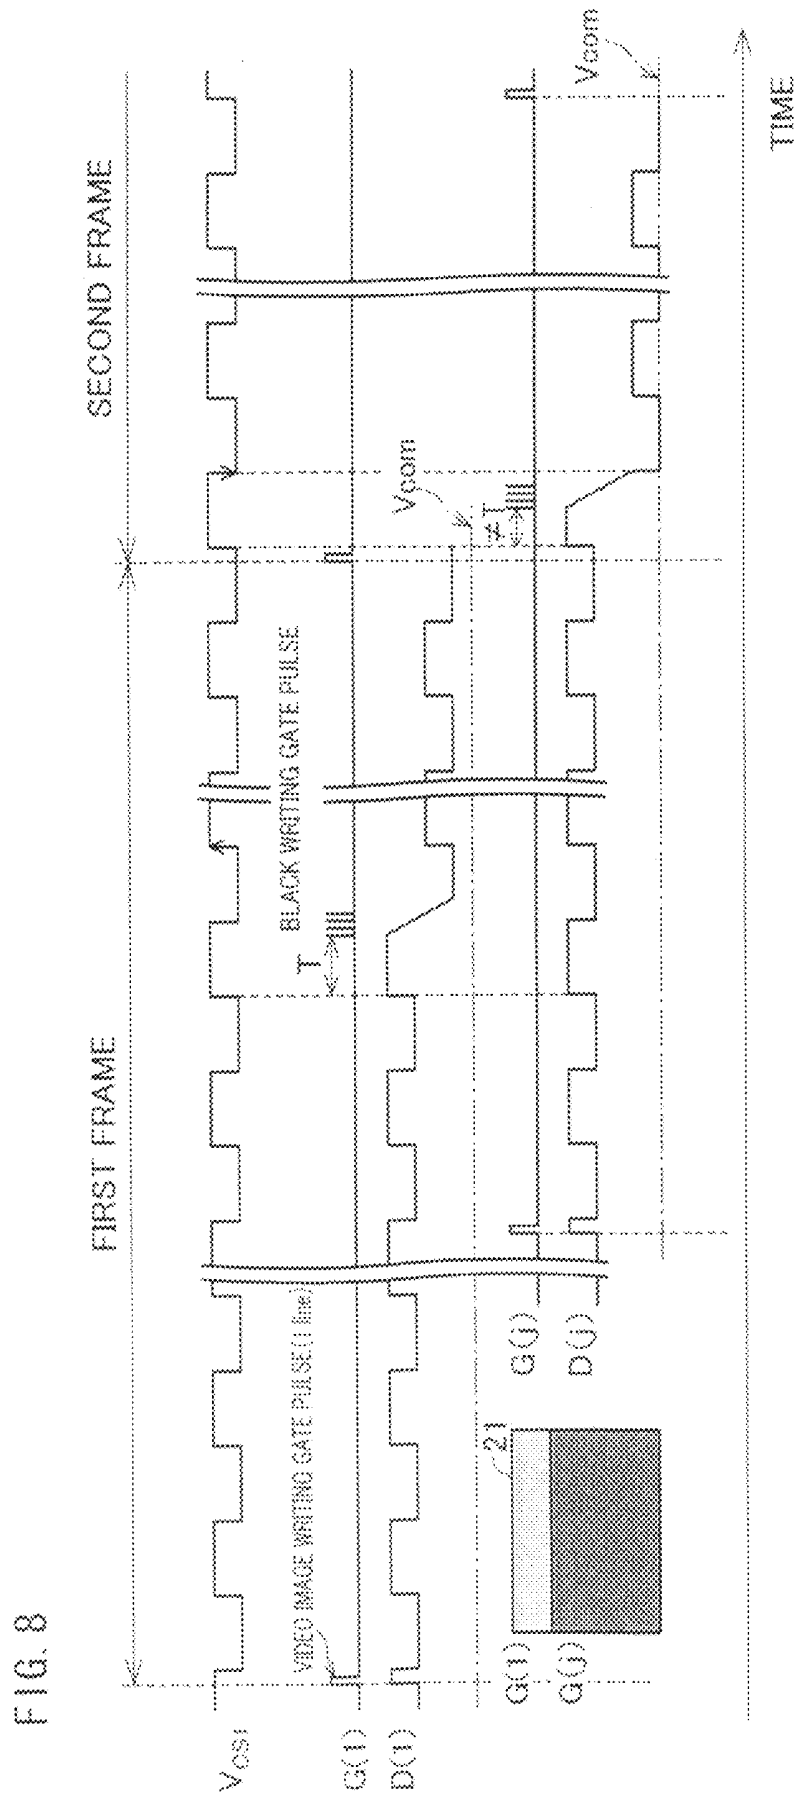 FIG. 8
FIRST FRAME
SECOND FRAME
VCS1
VIDEO IMAGE WRITING GATE PULSE(1 line)
BLACK WRITING GATE PULSE
T
G(1)
D(1)
Vcom
G(1)
G(j)
21
G(j)
D(j)
Vcom
TIME